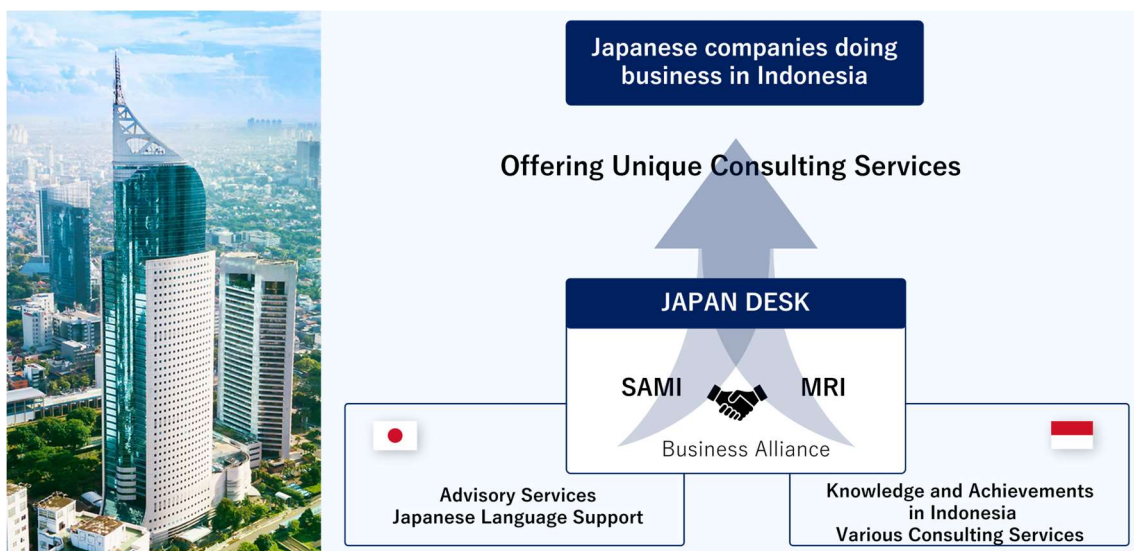 Japanese companies doing
business in Indonesia
Offering Unique Consulting Services
JAPAN DESK
SAMI
MRI
Business Alliance
Advisory Services
Japanese Language Support
Knowledge and Achievements
in Indonesia
Various Consulting Services